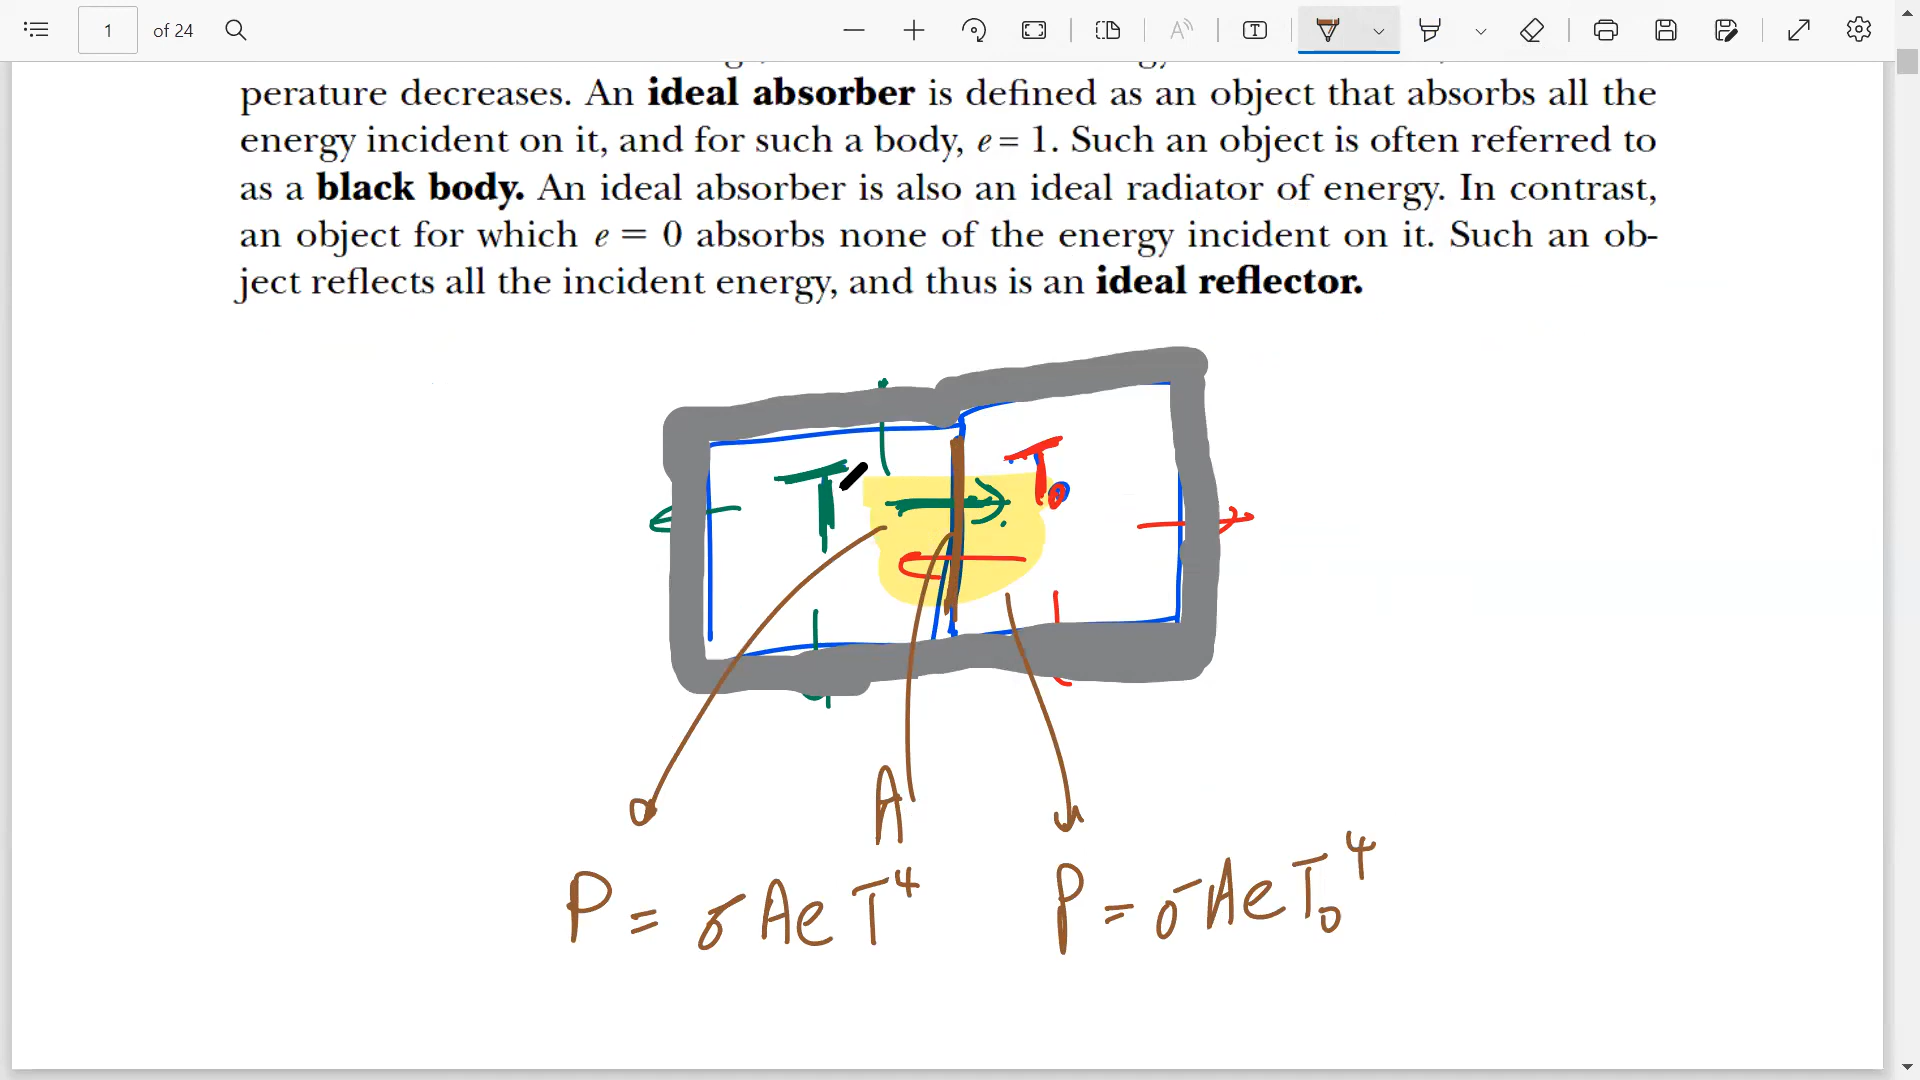 1 of 24
perature decreases. An ideal absorber is defined as an object that absorbs all the
energy incident on it, and for such a body, e = 1. Such an object is often referred to
as a black body. An ideal absorber is also an ideal radiator of energy. In contrast,
an object for which e = 0 absorbs none of the energy incident on it. Such an ob-
ject reflects all the incident energy, and thus is an ideal reflector.
T T₀
A
P = σAeT⁴ P = σAeT₀⁴